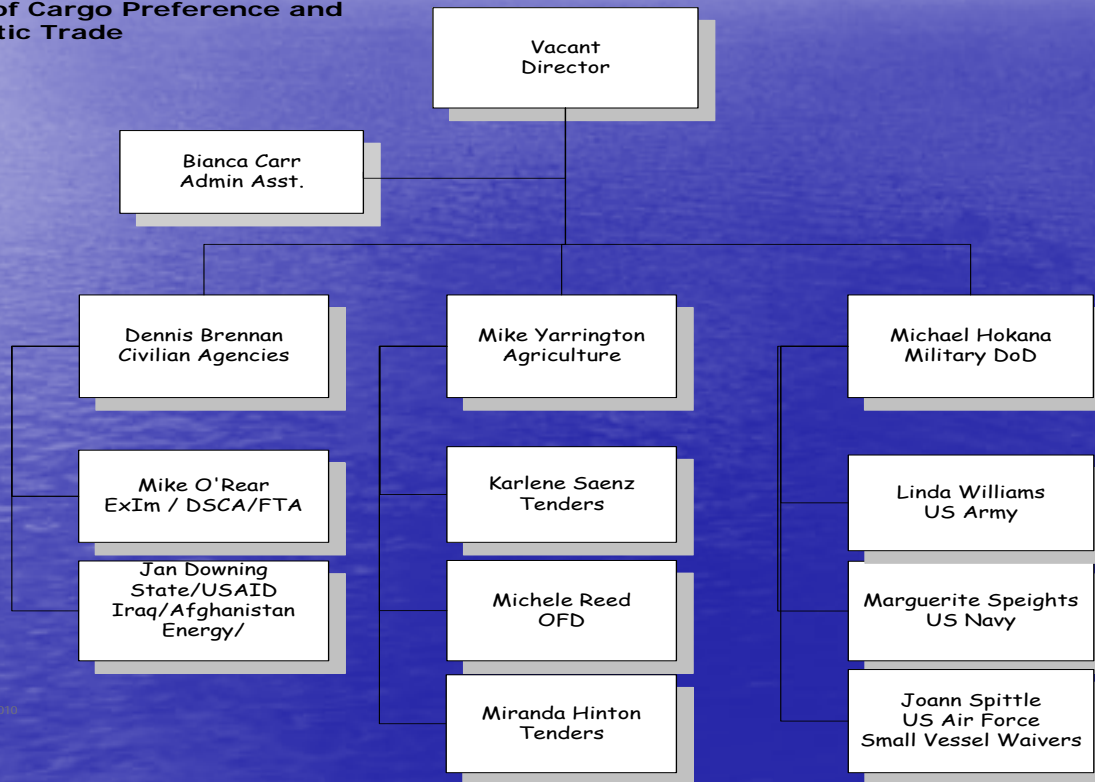 of Cargo Preference and
tic Trade
Vacant
Director
Bianca Carr
Admin Asst.
Dennis Brennan
Civilian Agencies
Mike Yarrington
Agriculture
Michael Hokana
Military DoD
Mike O'Rear
ExIm / DSCA/FTA
Karlene Saenz
Tenders
Linda Williams
US Army
Jan Downing
State/USAID
Iraq/Afghanistan
Energy/
Michele Reed
OFD
Marguerite Speights
US Navy
Miranda Hinton
Tenders
Joann Spittle
US Air Force
Small Vessel Waivers
010